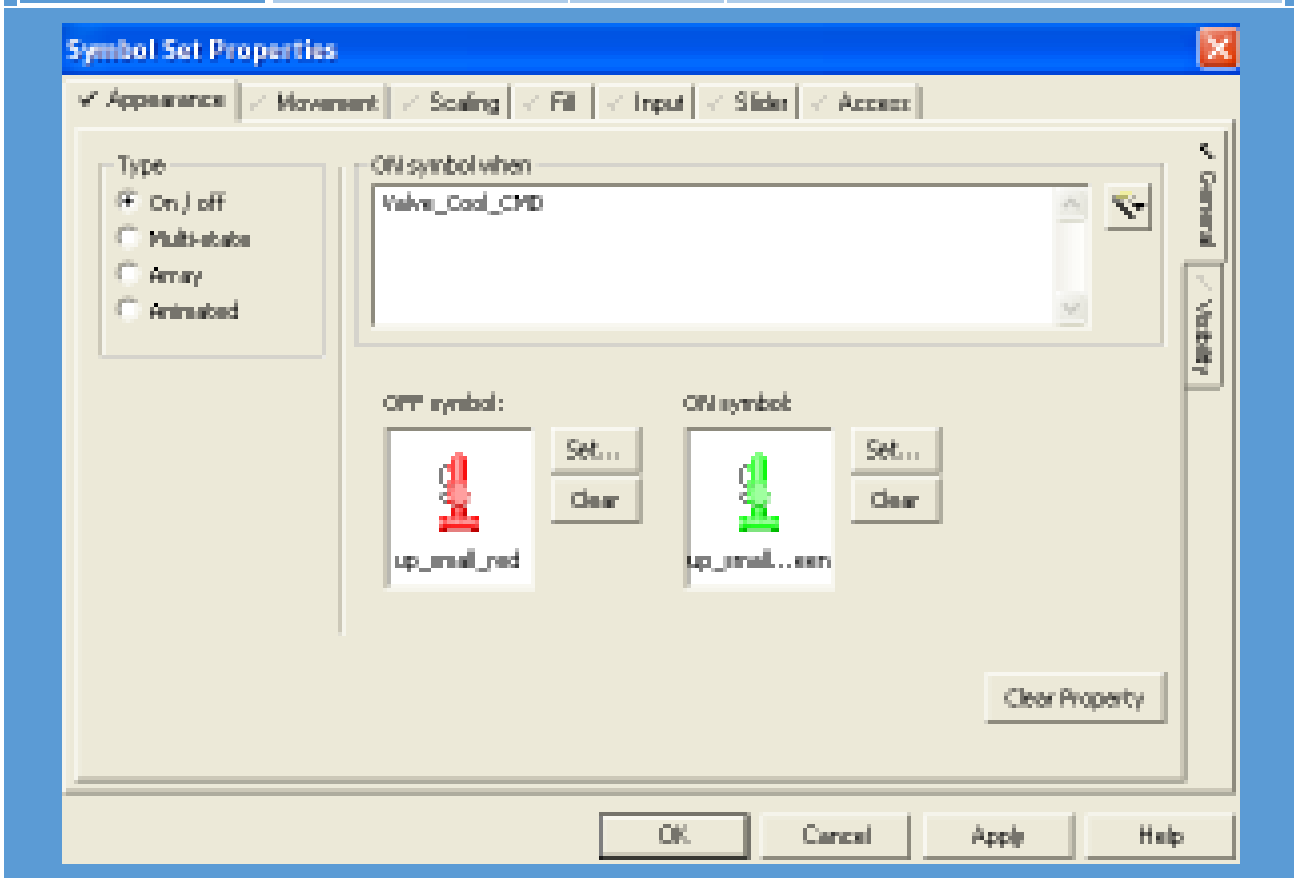 Symbol Set Properties
Appearance Movement Scaling Fill Input Slider Access
Type
On / off
Multi-state
Array
Animated
ON symbol when
Valve_Cool_CMD
General
Visibility
OFF symbol:
ON symbol:
Set...
Clear
Set...
Clear
up_small_red
up_small...een
Clear Property
OK Cancel Apply Help